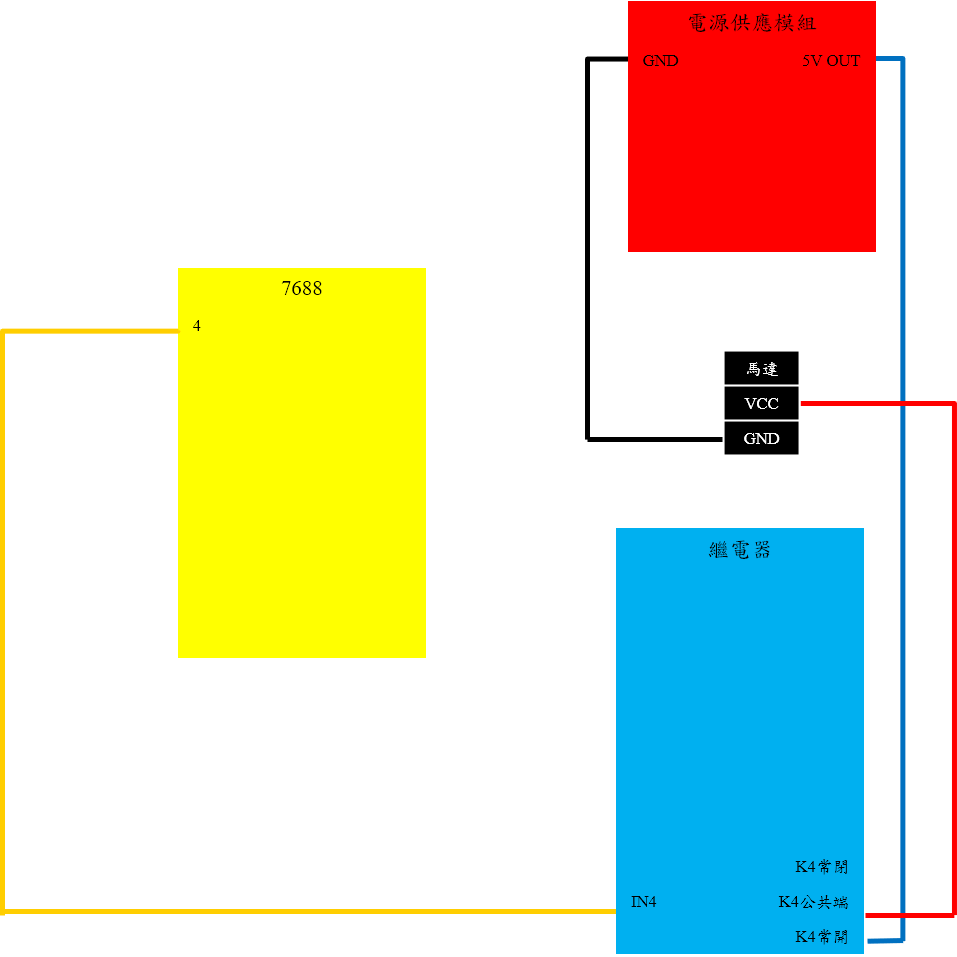 電源供應模組
GND 5V OUT
7688
4
馬達
VCC
GND
繼電器
K4常閉
IN4 K4公共端
K4常開